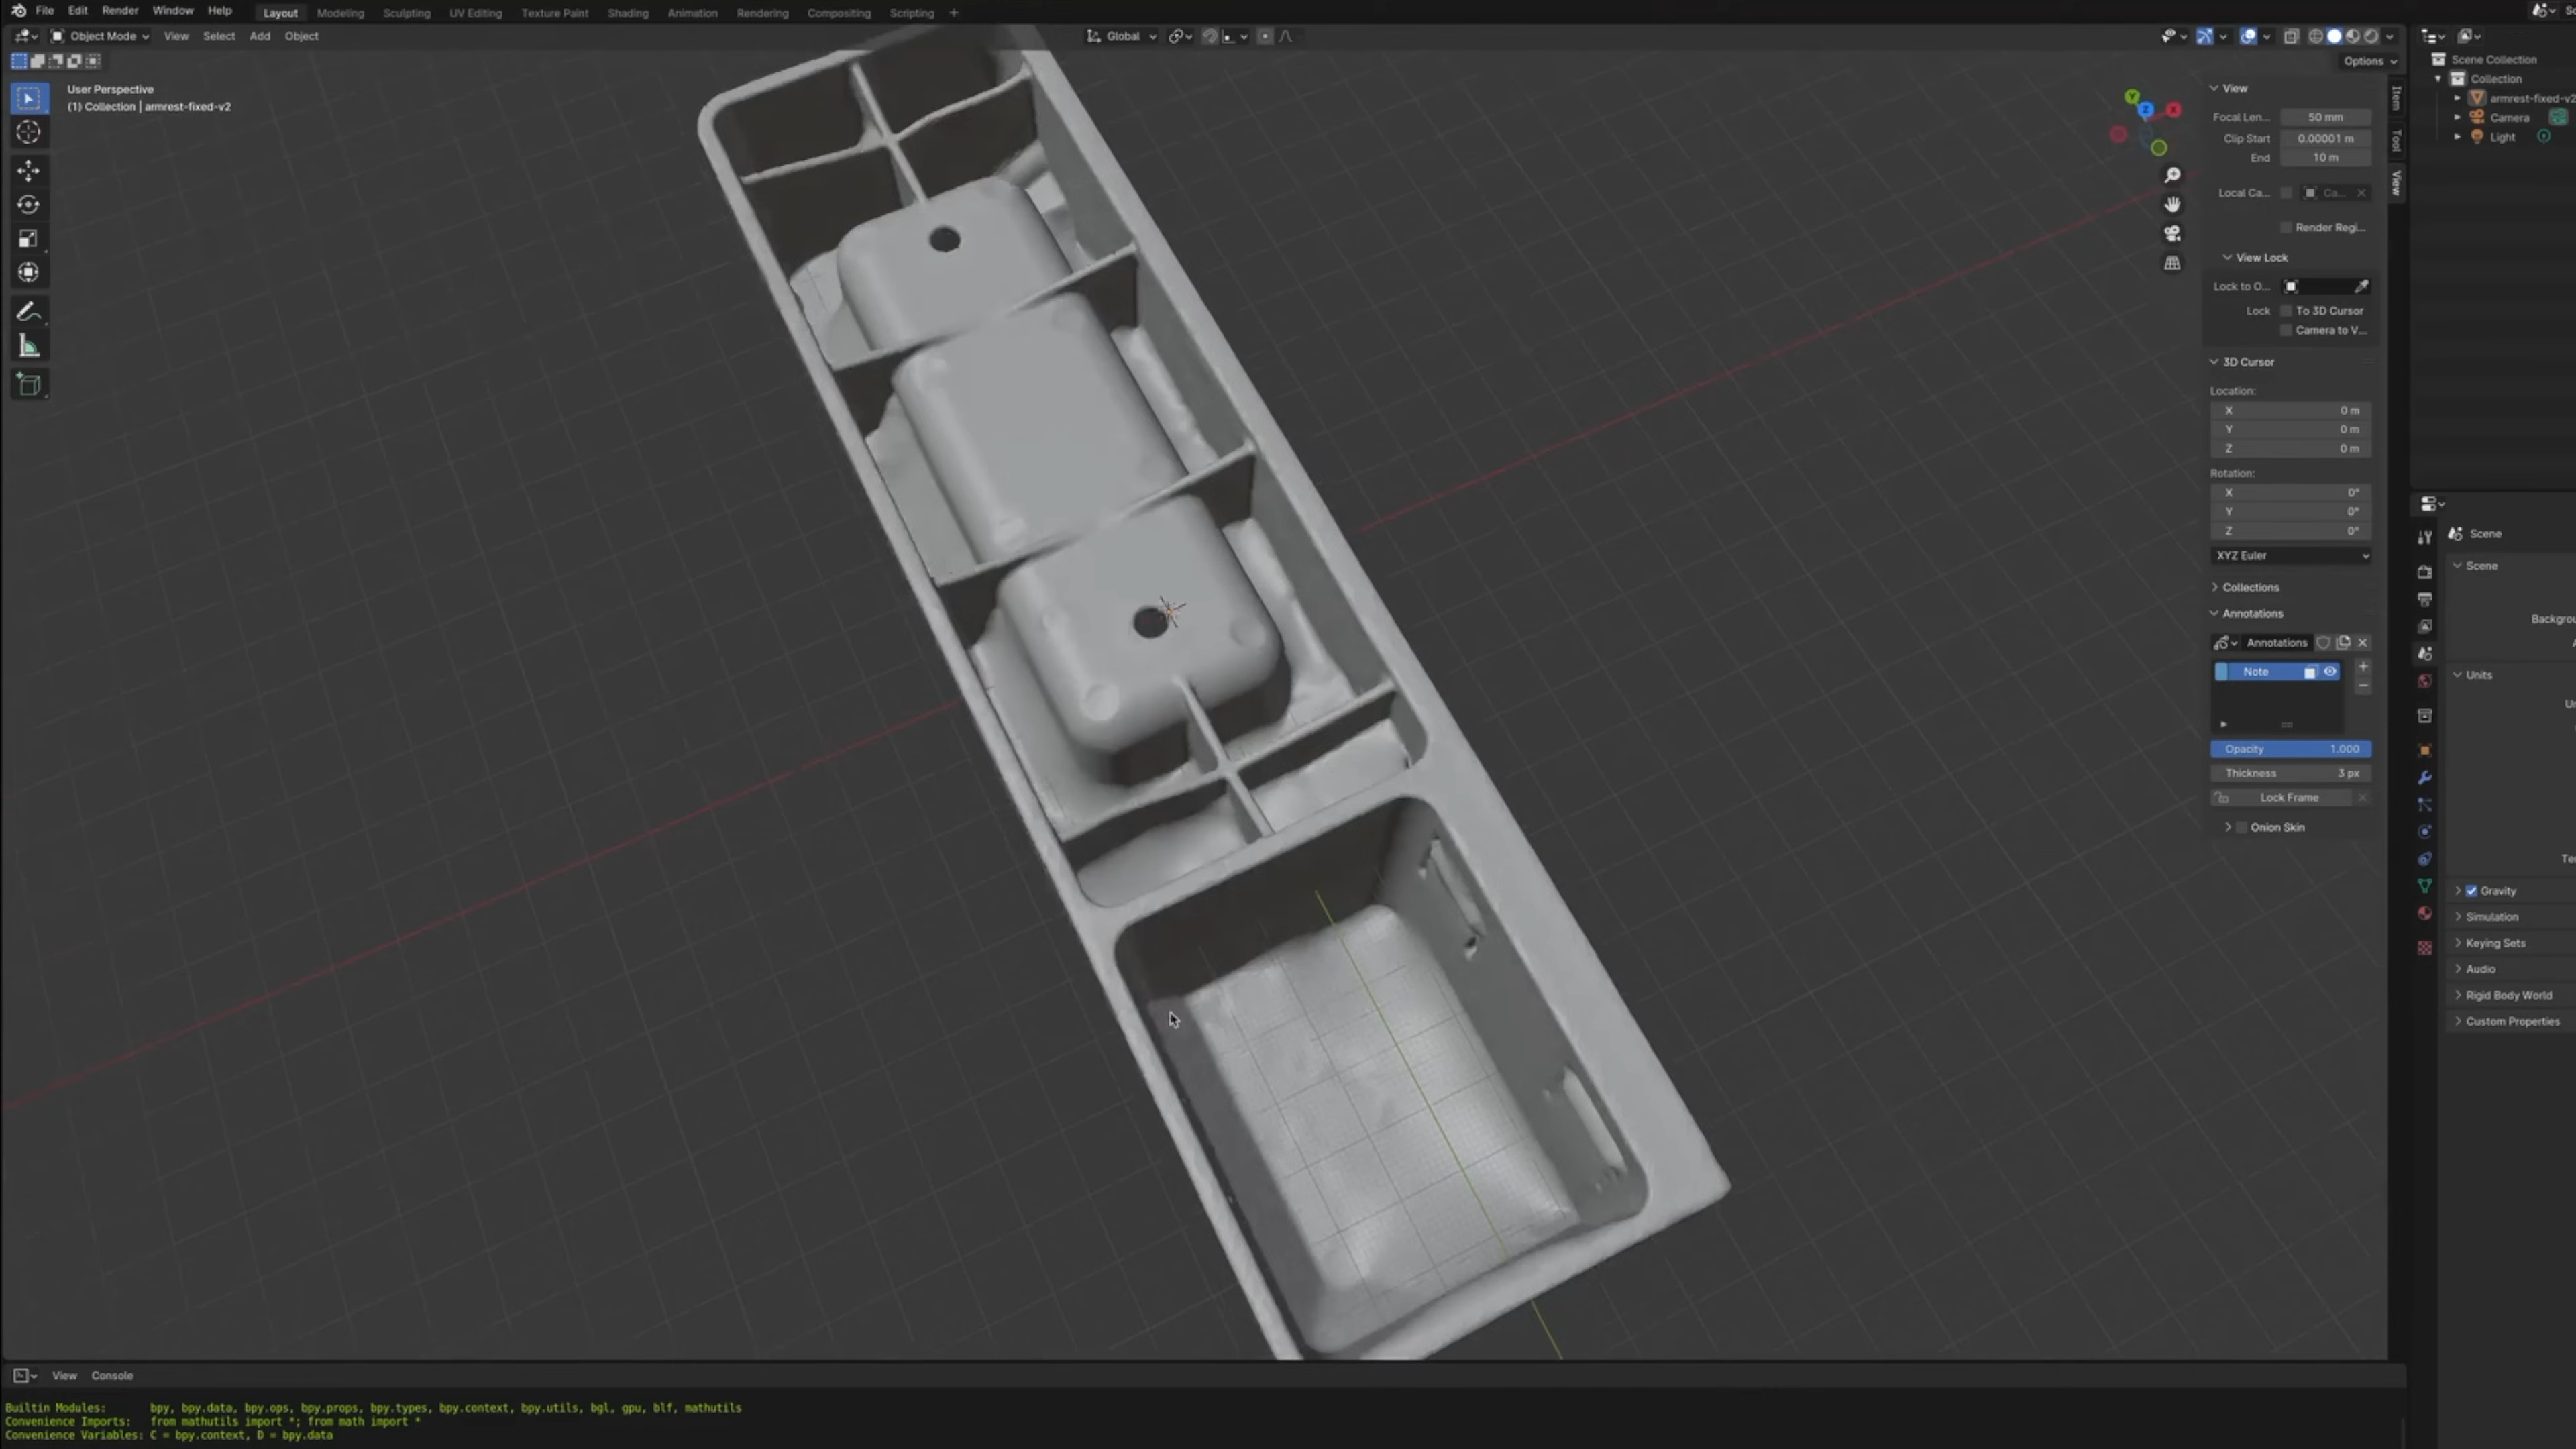 File Edit Render Window Help Layout Modeling Sculpting UV Editing Texture Paint Shading Animation Rendering Compositing Scripting +
Object Mode View Select Add Object Global
Options
User Perspective
(1) Collection | armrest-fixed-v2
View
Focal Len... 50 mm
Clip Start 0.00001 m
End 10 m
Local Ca... Ca...
Render Regi...
View Lock
Lock to O...
Lock To 3D Cursor
Camera to V...
3D Cursor
Location:
X 0 m
Y 0 m
Z 0 m
Rotation:
X 0°
Y 0°
Z 0°
XYZ Euler
Collections
Annotations
Annotations
Note
Opacity 1.000
Thickness 3 px
Lock Frame
Onion Skin
Item
Tool
View
Y
Z
X
Scene Collection
Collection
armrest-fixed-v2
Camera
Light
Scene
Scene
Backgrou
Units
Gravity
Simulation
Keying Sets
Audio
Rigid Body World
Custom Properties
View Console
Builtin Modules: bpy, bpy.data, bpy.ops, bpy.props, bpy.types, bpy.context, bpy.utils, bgl, gpu, blf, mathutils
Convenience Imports: from mathutils import *; from math import *
Convenience Variables: C = bpy.context, D = bpy.data